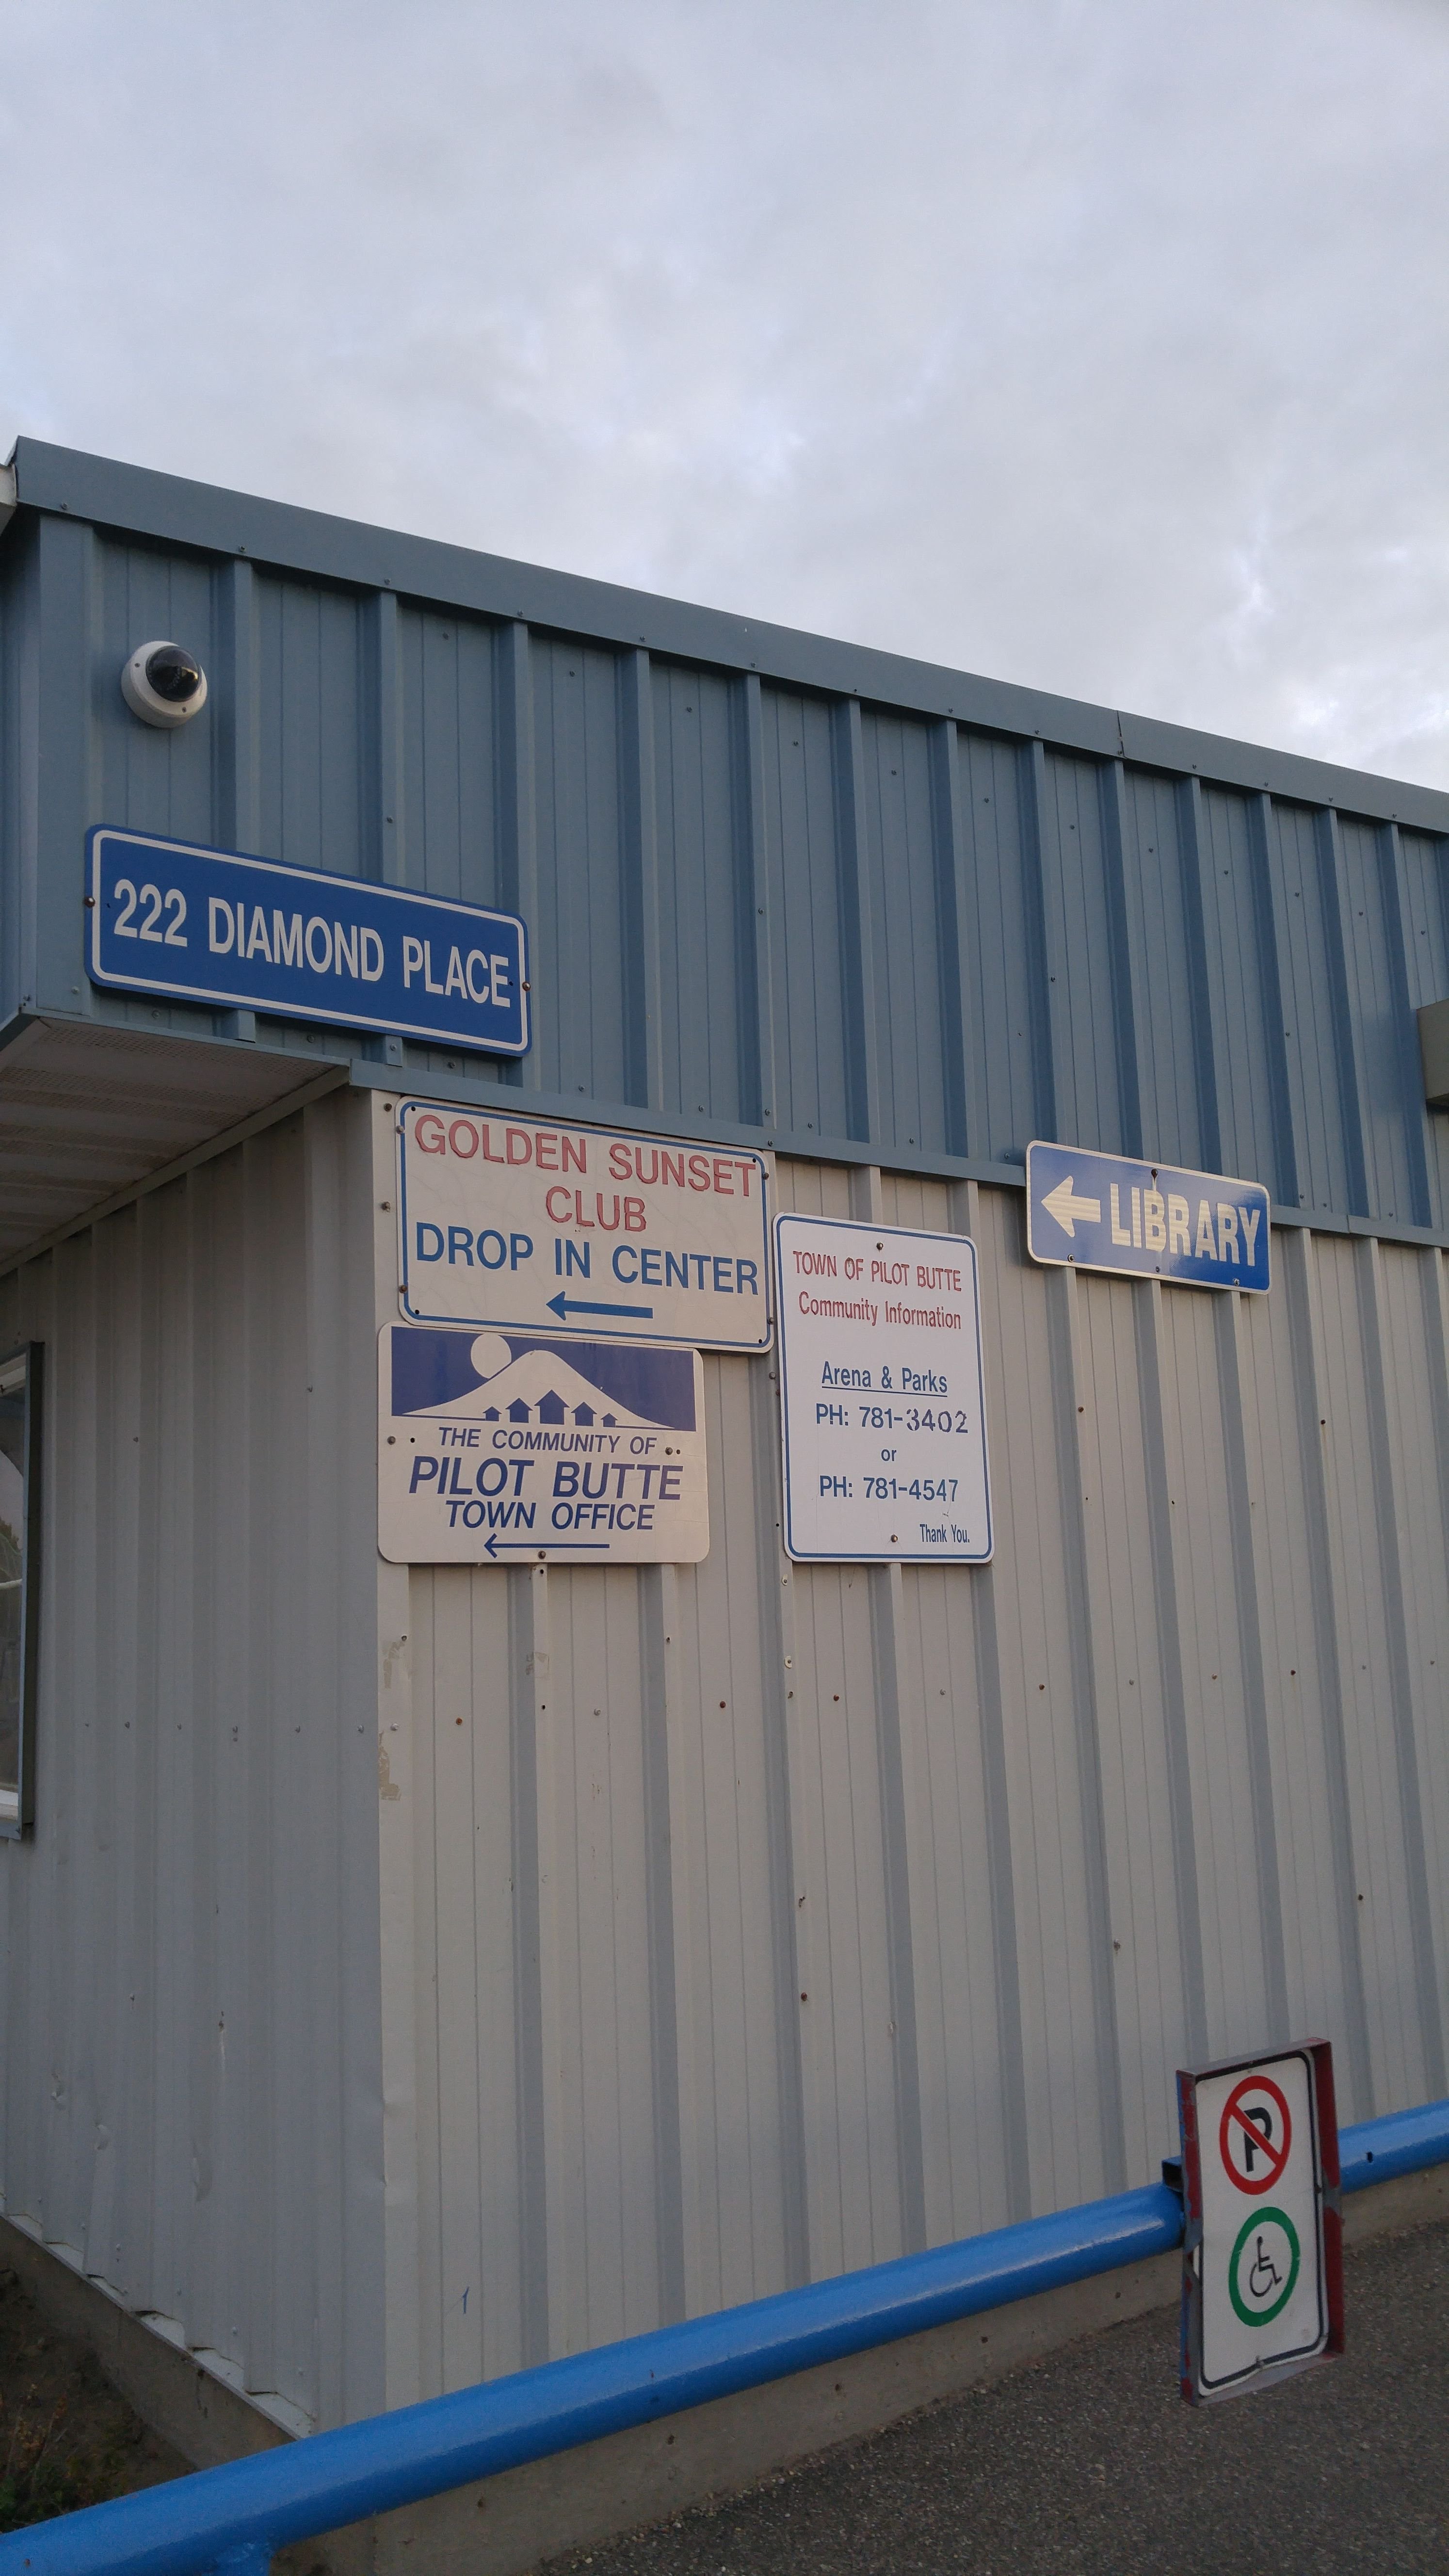 222 DIAMOND PLACE
GOLDEN SUNSET
CLUB
DROP IN CENTER
THE COMMUNITY OF
PILOT BUTTE
TOWN OFFICE
TOWN OF PILOT BUTTE
Community Information
Arena & Parks
PH: 781-3402
or
PH: 781-4547
Thank You.
LIBRARY
P